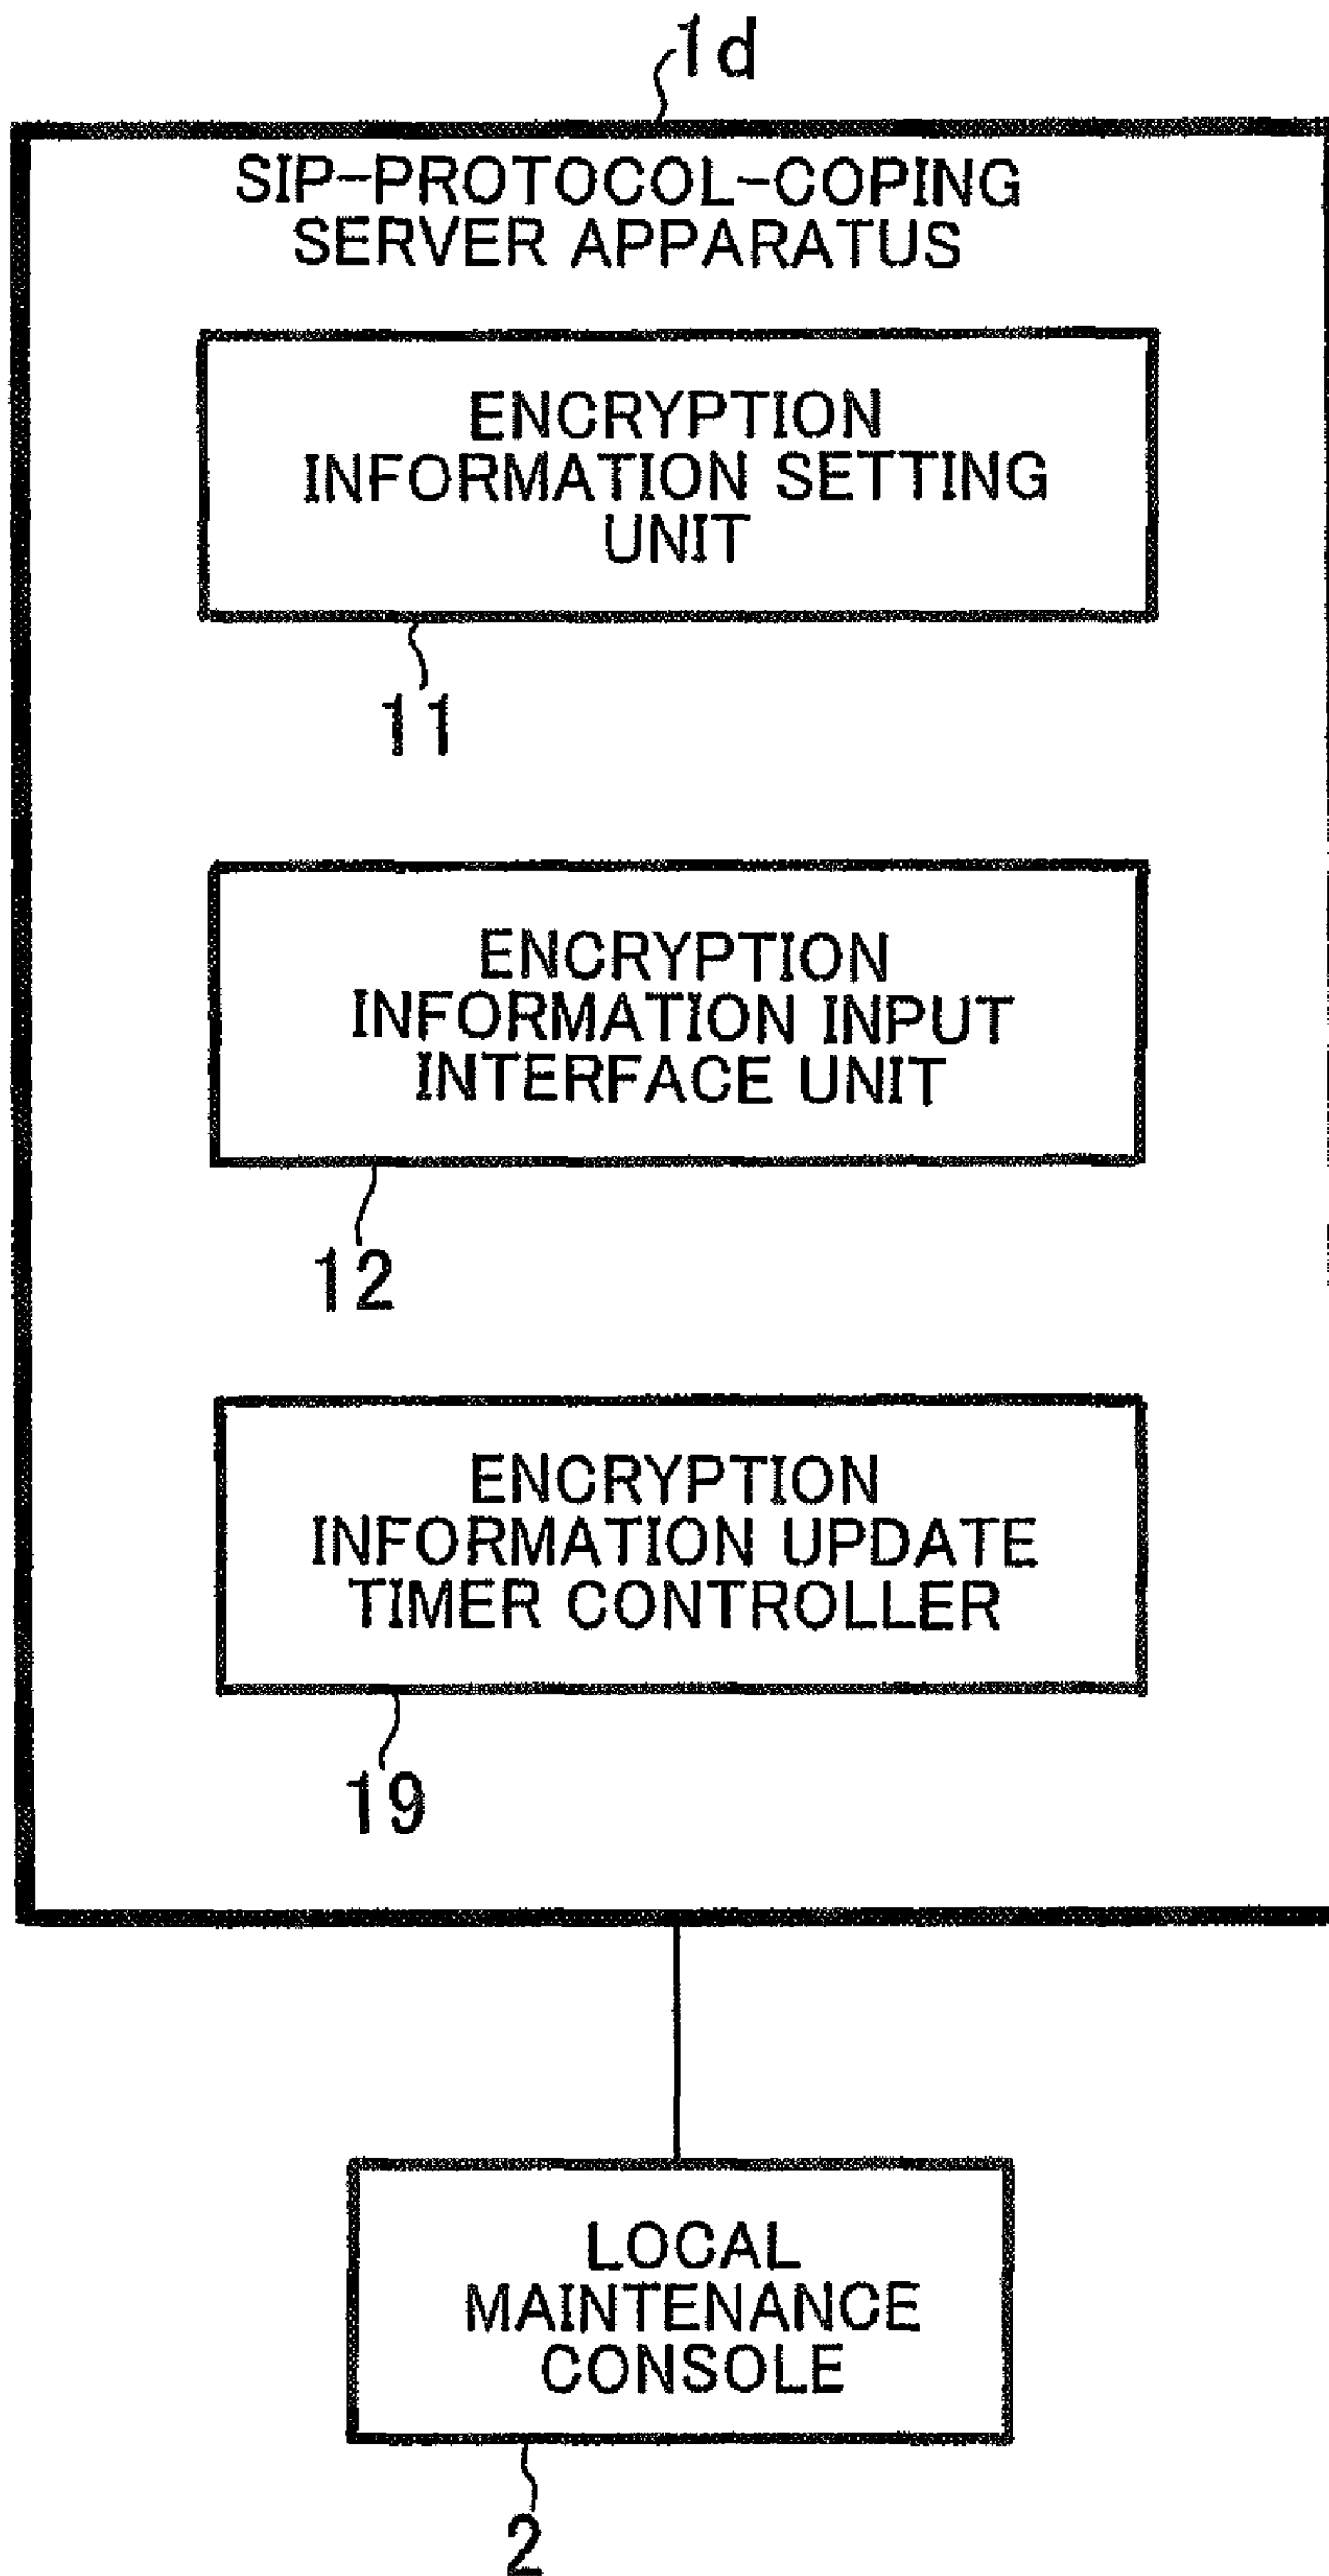 1d
SIP-PROTOCOL-COPING
SERVER APPARATUS
ENCRYPTION
INFORMATION SETTING
UNIT
11
ENCRYPTION
INFORMATION INPUT
INTERFACE UNIT
12
ENCRYPTION
INFORMATION UPDATE
TIMER CONTROLLER
19
LOCAL
MAINTENANCE
CONSOLE
2